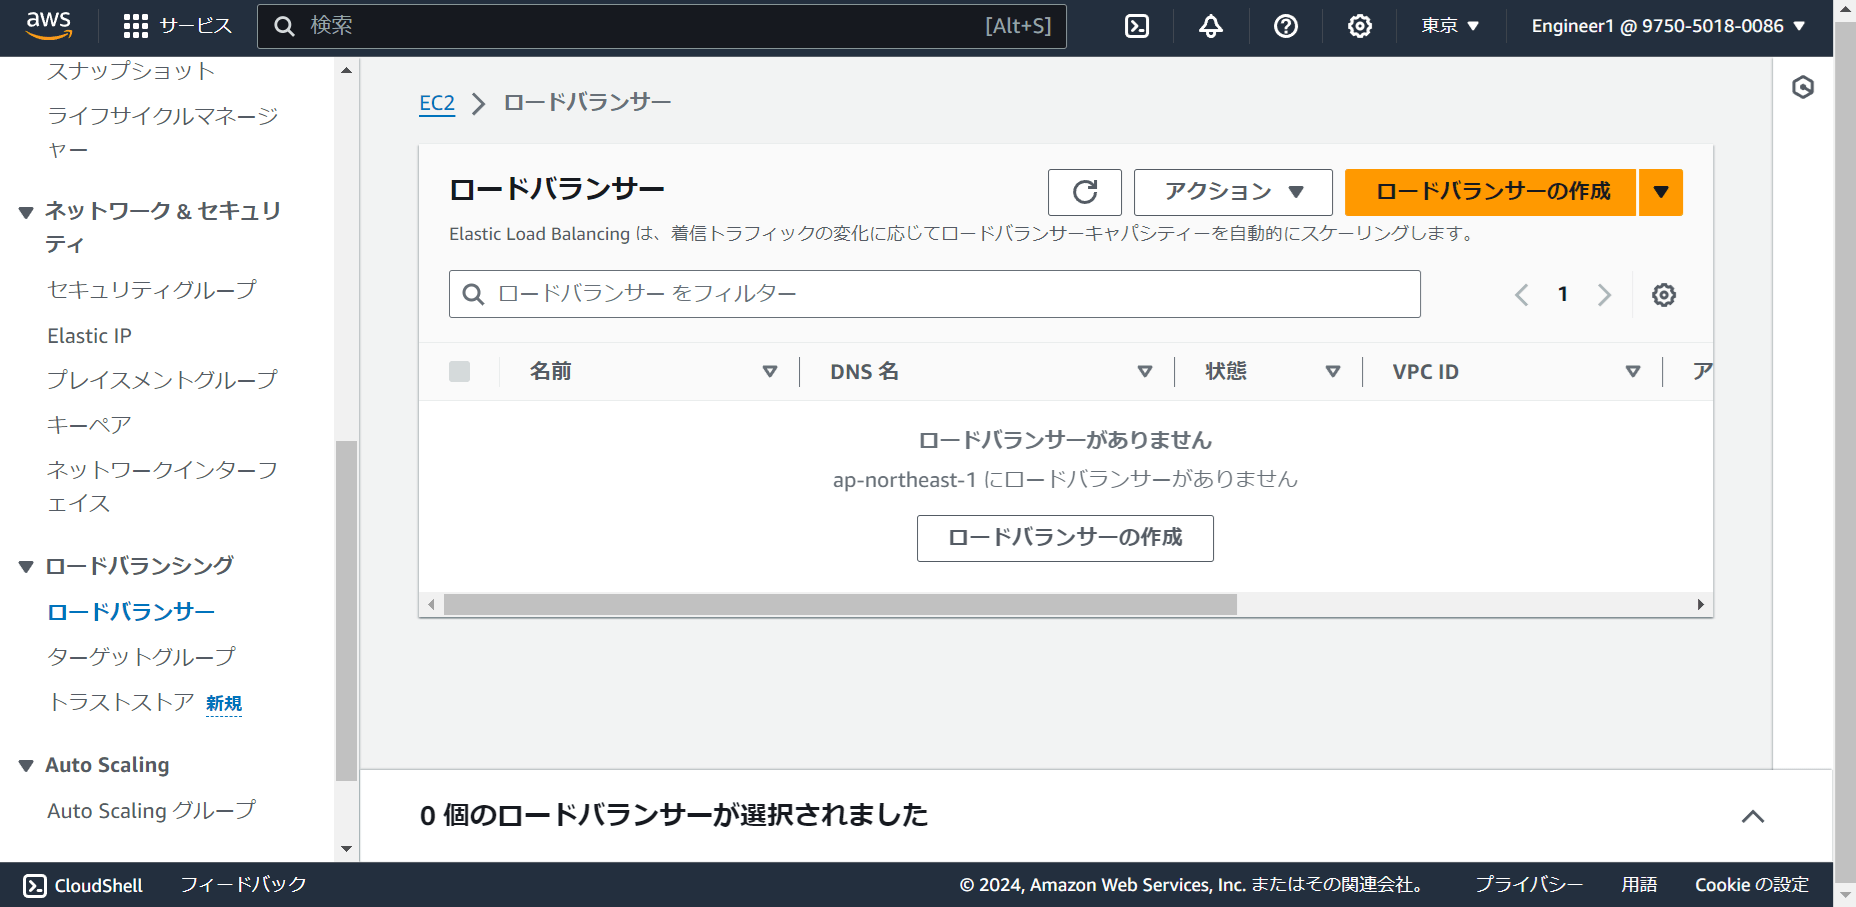 aws
サービス
検索
[Alt+S]
東京
Engineer1 @ 9750-5018-0086
スナップショット
ライフサイクルマネージ
ャー
ネットワーク & セキュリ
ティ
セキュリティグループ
Elastic IP
プレイスメントグループ
キーペア
ネットワークインターフ
ェイス
ロードバランシング
ロードバランサー
ターゲットグループ
トラストストア 新規
Auto Scaling
Auto Scaling グループ
EC2 > ロードバランサー
ロードバランサー
アクション
ロードバランサーの作成
Elastic Load Balancing は、着信トラフィックの変化に応じてロードバランサーキャパシティーを自動的にスケーリングします。
ロードバランサー をフィルター
1
名前
DNS 名
状態
VPC ID
ア
ロードバランサーがありません
ap-northeast-1 にロードバランサーがありません
ロードバランサーの作成
0 個のロードバランサーが選択されました
CloudShell
フィードバック
© 2024, Amazon Web Services, Inc. またはその関連会社。
プライバシー
用語
Cookie の設定